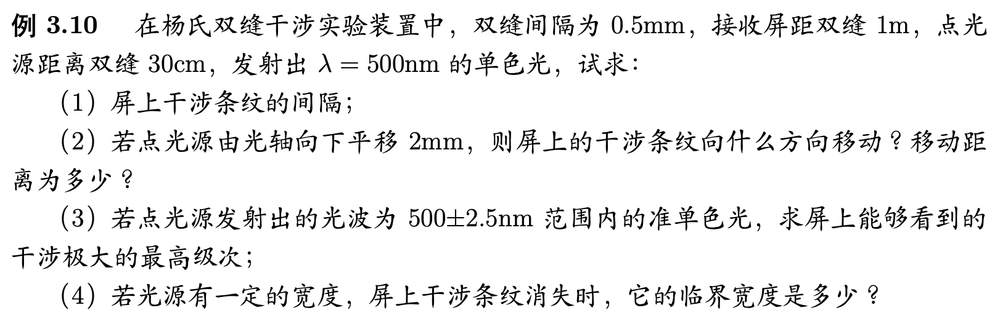 例 3.10 在杨氏双缝干涉实验装置中，双缝间隔为 0.5mm，接收屏距双缝 1m，点光
源距离双缝 30cm，发射出 λ = 500nm 的单色光，试求：
（1）屏上干涉条纹的间隔；
（2）若点光源由光轴向下平移 2mm，则屏上的干涉条纹向什么方向移动？移动距
离为多少？
（3）若点光源发射出的光波为 500±2.5nm 范围内的准单色光，求屏上能够看到的
干涉极大的最高级次；
（4）若光源有一定的宽度，屏上干涉条纹消失时，它的临界宽度是多少？